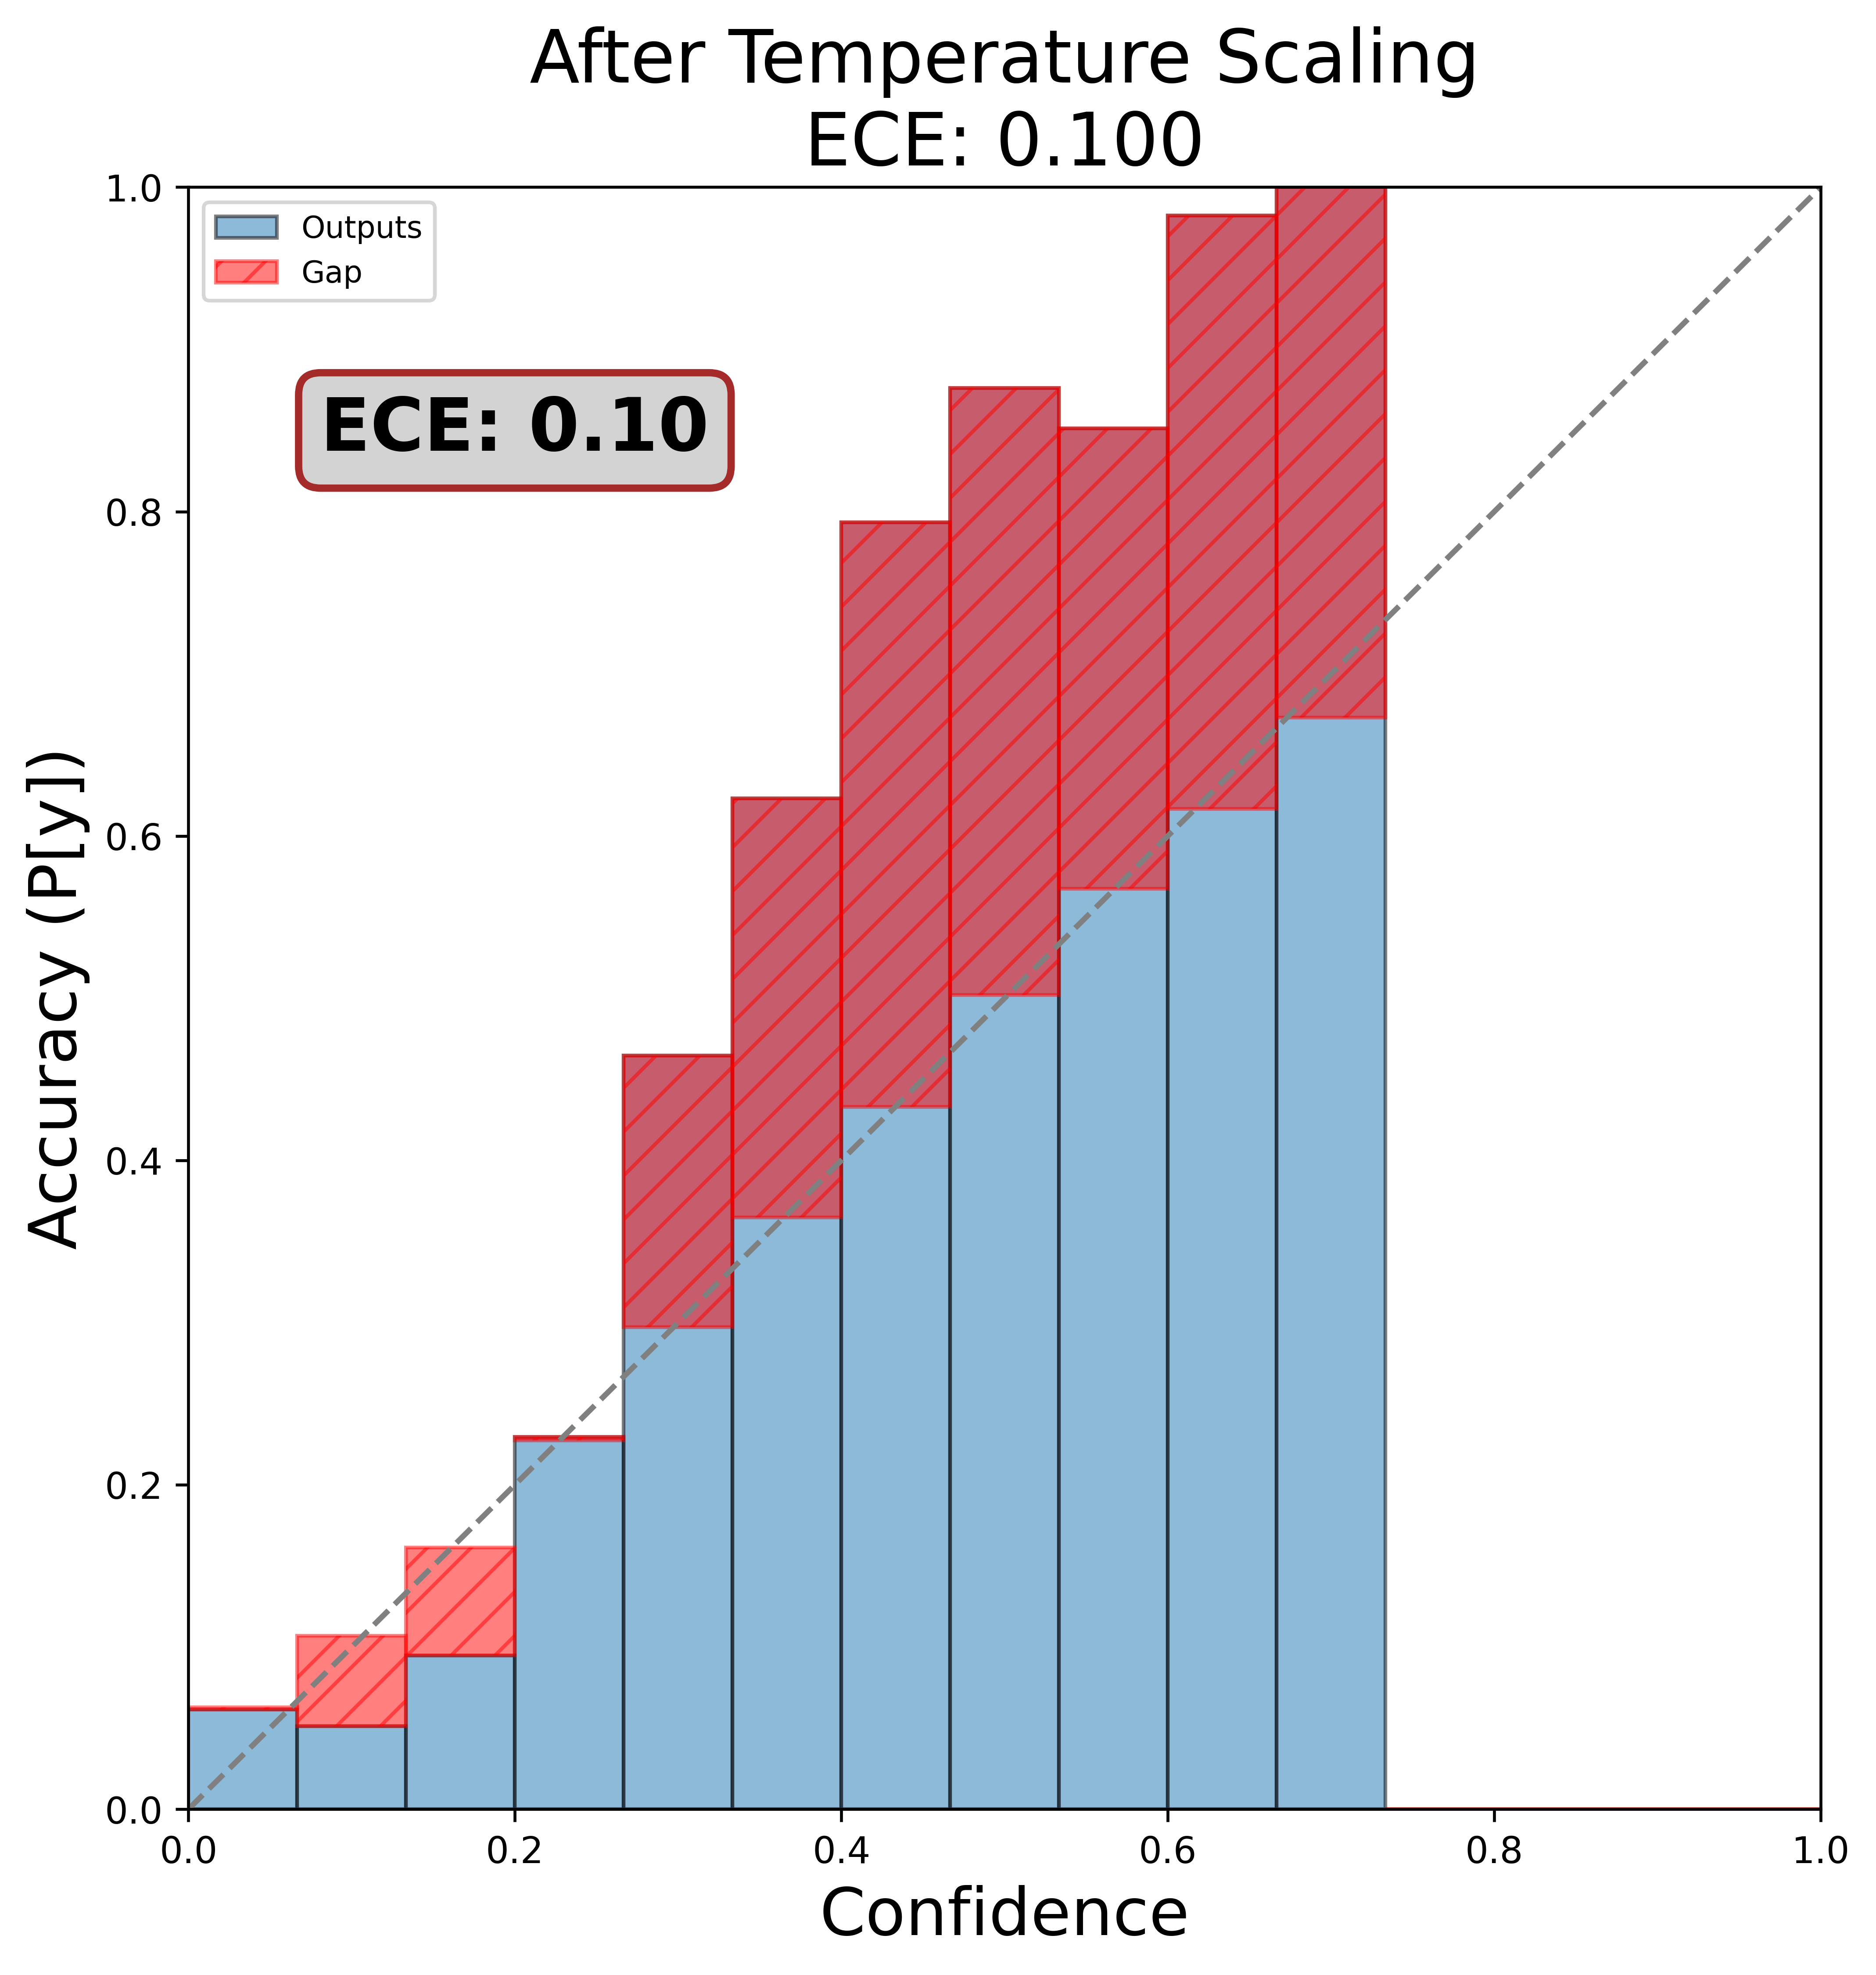 After Temperature Scaling
ECE: 0.100
Outputs
Gap
ECE: 0.10
Accuracy (P[y])
1.0
0.8
0.6
0.4
0.2
0.0
0.0 0.2 0.4 0.6 0.8 1.0
Confidence